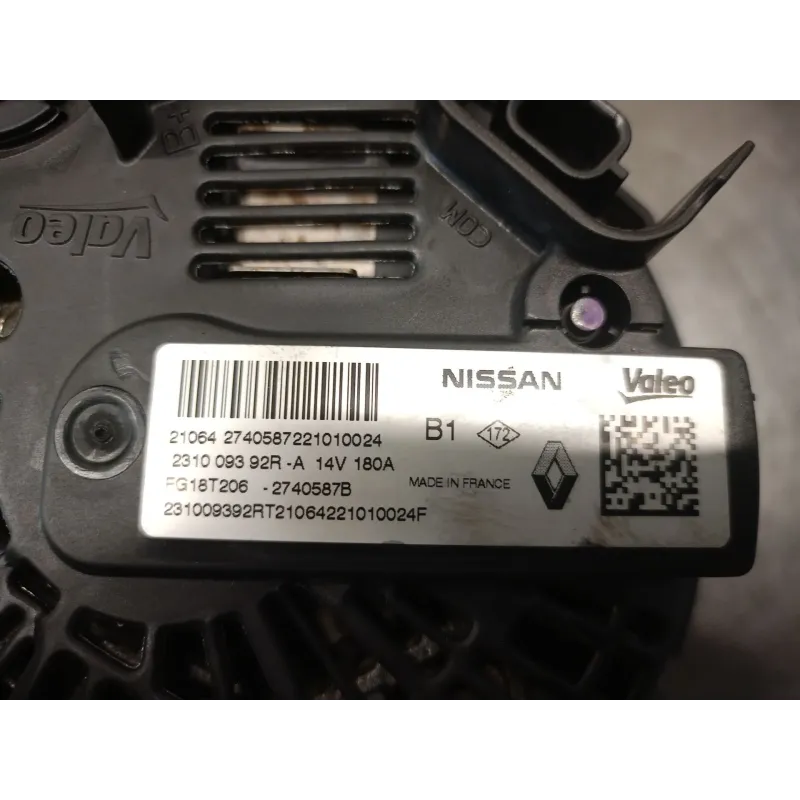 B+
Valeo
COM
NISSAN Valeo
21064 2740587221010024 B1 172
2310 093 92R -A 14V 180A
FG18T206 - 2740587B MADE IN FRANCE
231009392RT21064221010024F